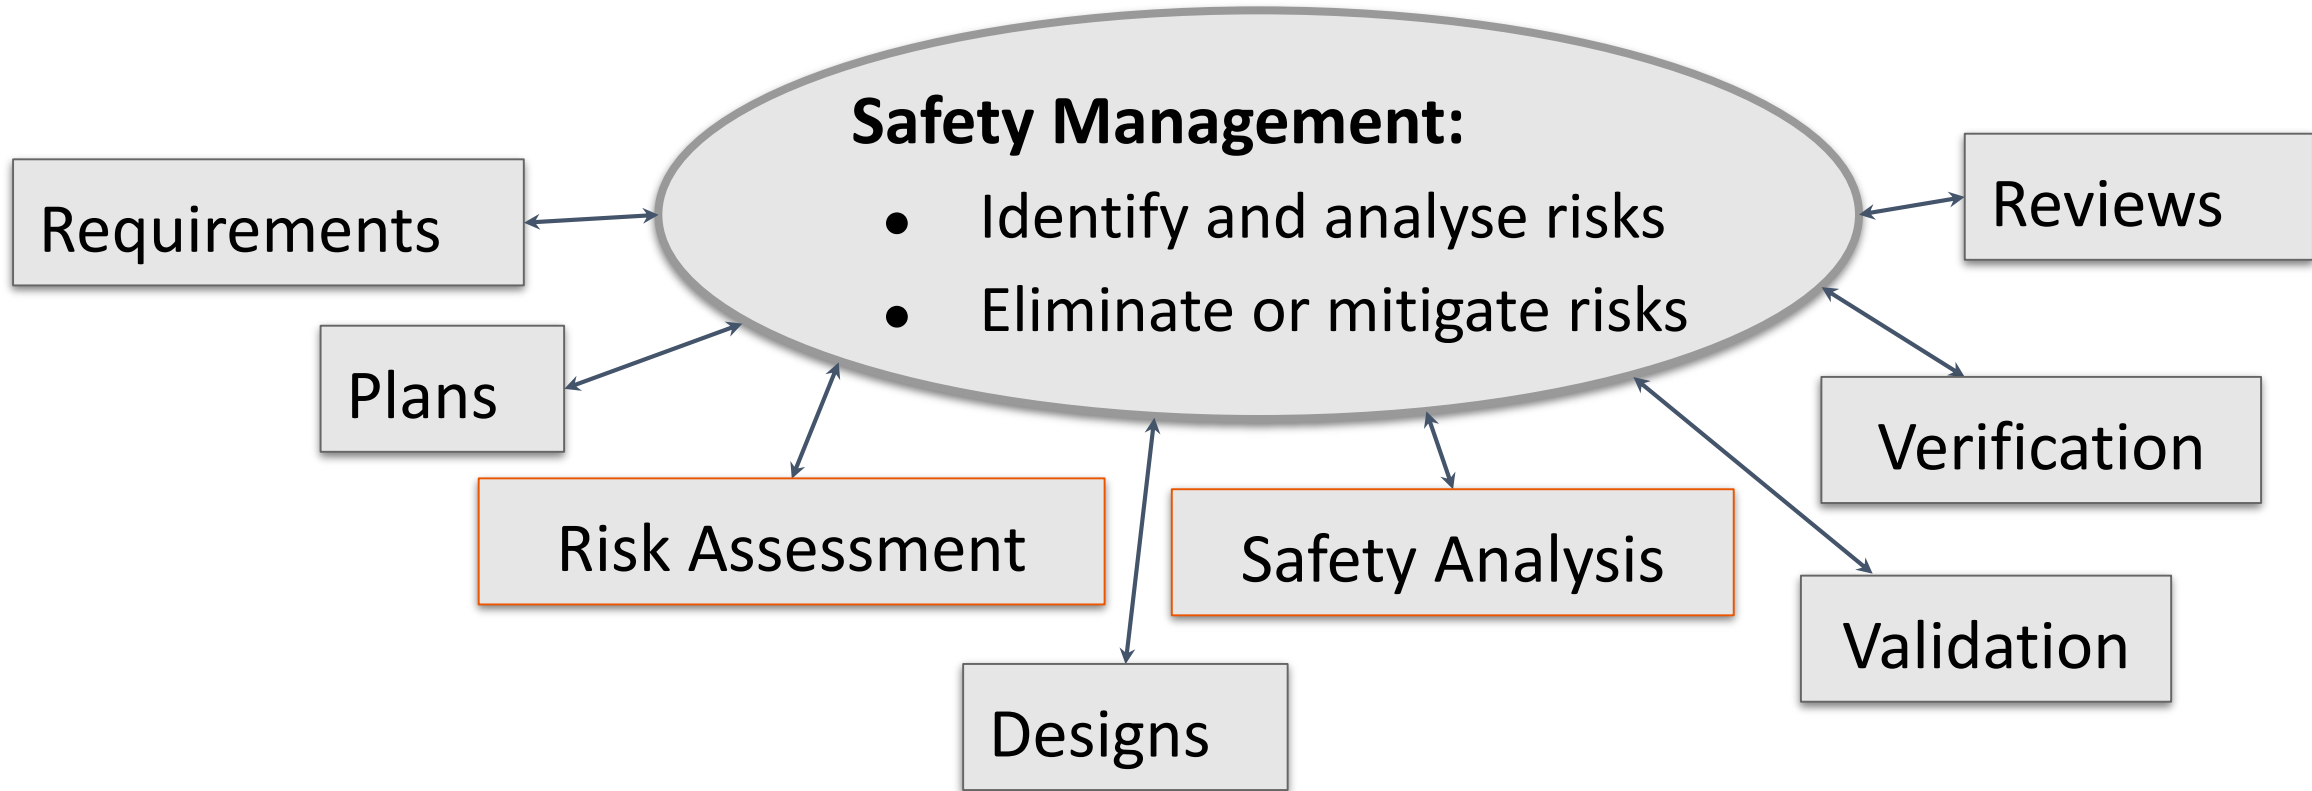 Safety Management:
● Identify and analyse risks
● Eliminate or mitigate risks
Requirements
Reviews
Plans
Verification
Risk Assessment
Safety Analysis
Validation
Designs